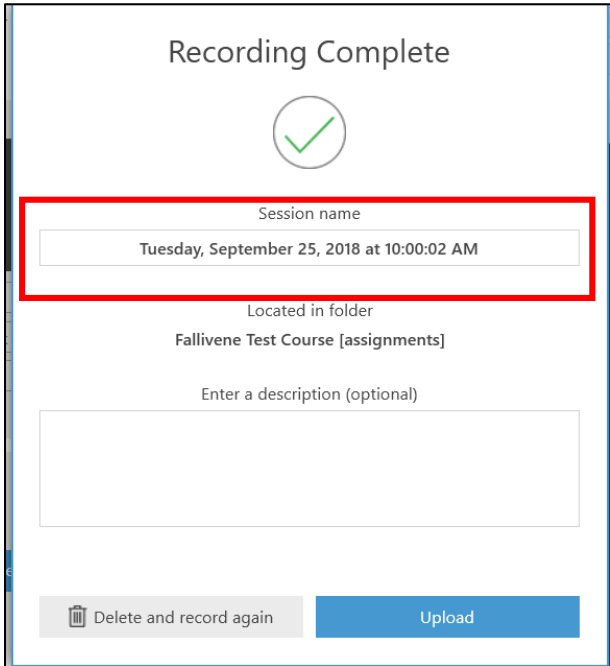 Recording Complete
Session name
Tuesday, September 25, 2018 at 10:00:02 AM
Located in folder
Fallivene Test Course [assignments]
Enter a description (optional)
Delete and record again
Upload